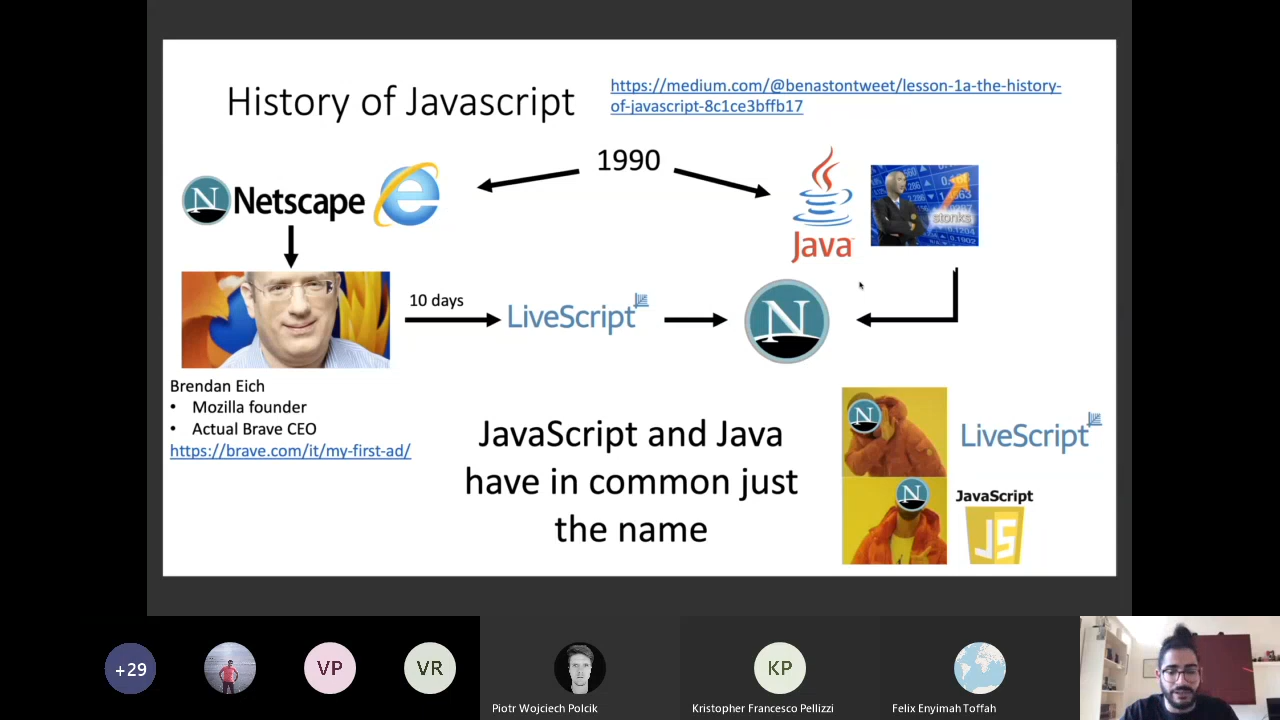 History of Javascript
https://medium.com/@benastontweet/lesson-1a-the-history-
of-javascript-8c1ce3bffb17
1990
N Netscape
Java
stonks
10 days
LiveScript
N
Brendan Eich
• Mozilla founder
• Actual Brave CEO
https://brave.com/it/my-first-ad/
JavaScript and Java
have in common just
the name
N
LiveScript
N
JavaScript
JS
+29
VP
VR
KP
Piotr Wojciech Polcik
Kristopher Francesco Pellizzi
Felix Enyimah Toffah